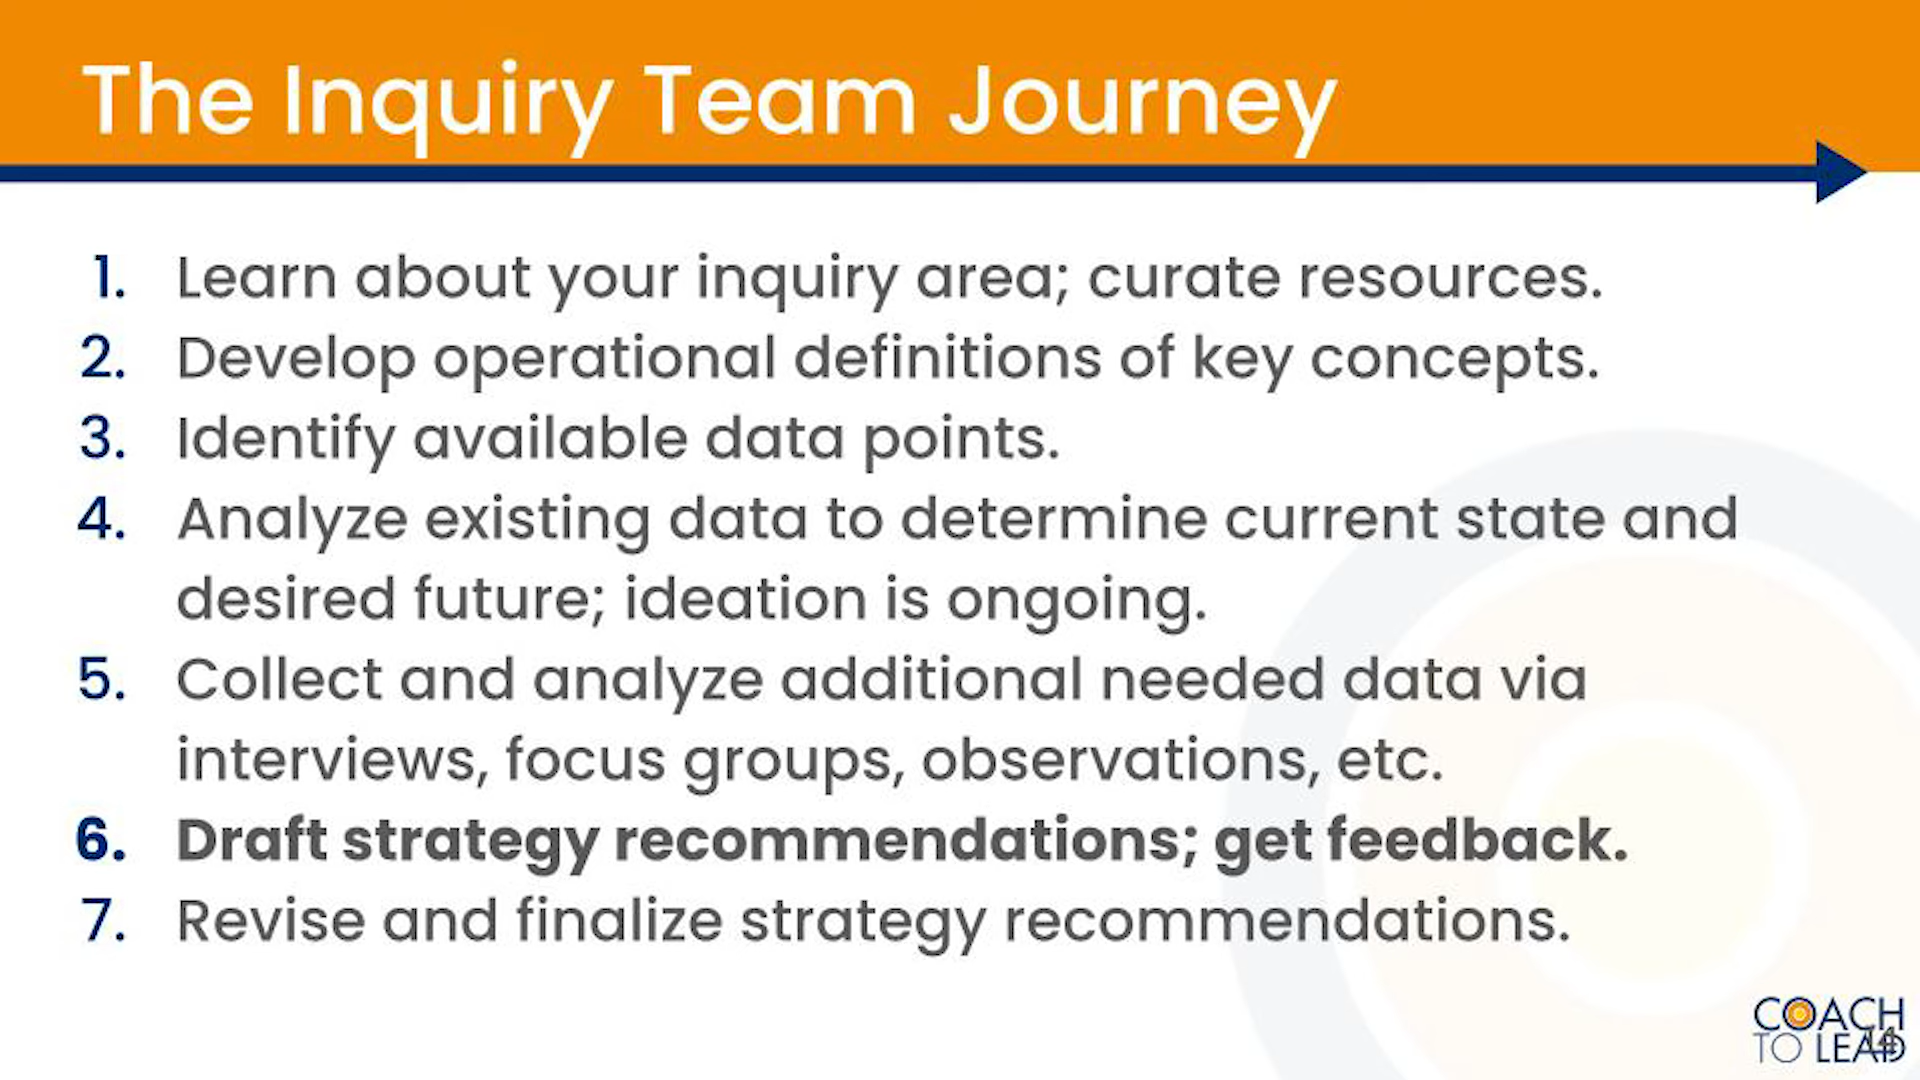 The Inquiry Team Journey
1. Learn about your inquiry area; curate resources.
2. Develop operational definitions of key concepts.
3. Identify available data points.
4. Analyze existing data to determine current state and
desired future; ideation is ongoing.
5. Collect and analyze additional needed data via
interviews, focus groups, observations, etc.
6. Draft strategy recommendations; get feedback.
7. Revise and finalize strategy recommendations.
COACH
TO LEAD
14